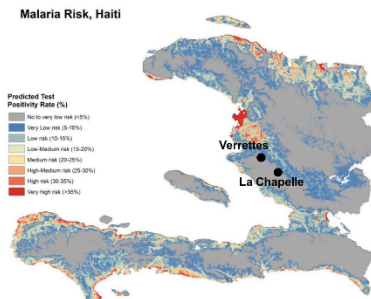 Malaria Risk, Haiti
Predicted Test
Positivity Rate (%)
No to very low risk (<5%)
Very Low risk (5-10%)
Low risk (10-15%)
Low-Medium risk (15-20%)
Medium risk (20-25%)
High-Medium risk (25-30%)
High risk (30-35%)
Very high risk (>35%)
Verrettes
La Chapelle